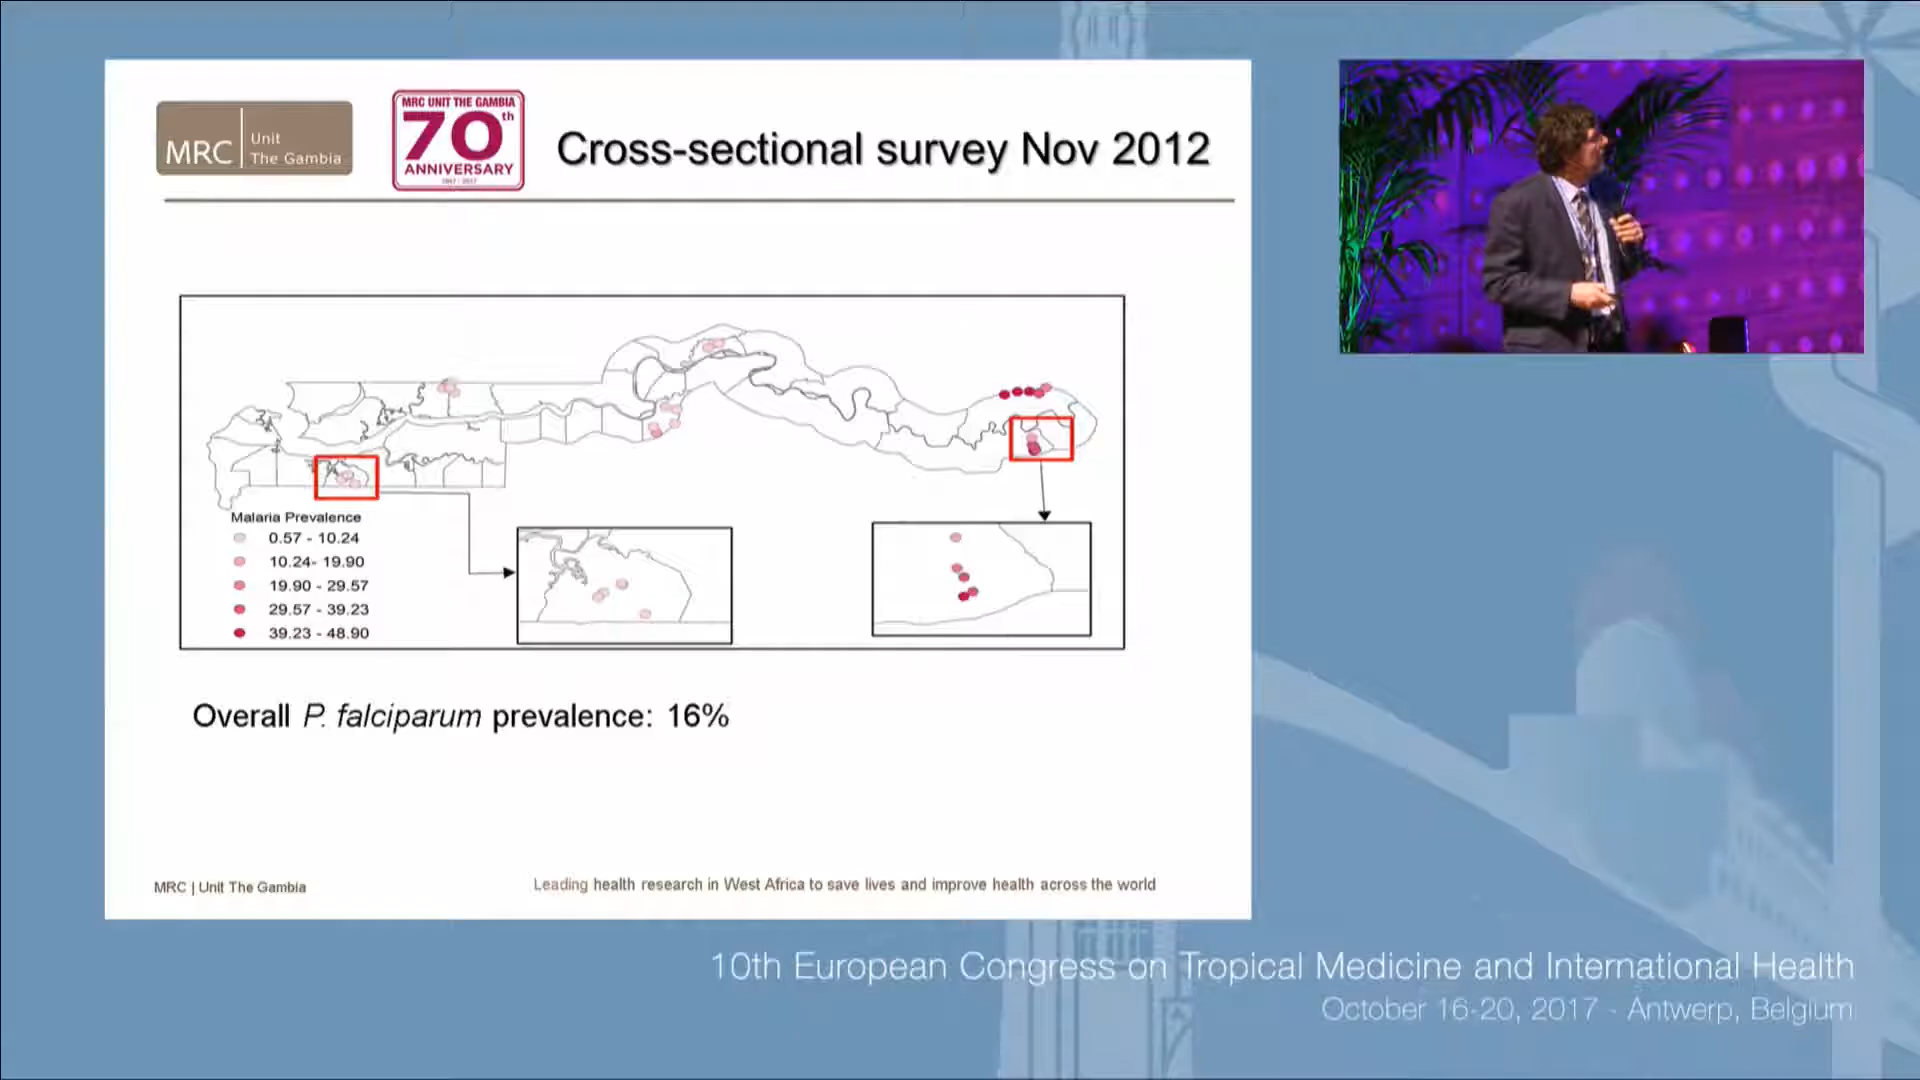 MRC
Unit
The Gambia
MRC UNIT THE GAMBIA
70th
ANNIVERSARY
1947 - 2017
Cross-sectional survey Nov 2012
Malaria Prevalence
0.57 - 10.24
10.24- 19.90
19.90 - 29.57
29.57 - 39.23
39.23 - 48.90
Overall P. falciparum prevalence: 16%
MRC | Unit The Gambia
Leading health research in West Africa to save lives and improve health across the world
10th European Congress on Tropical Medicine and International Health
October 16-20, 2017 - Antwerp, Belgium